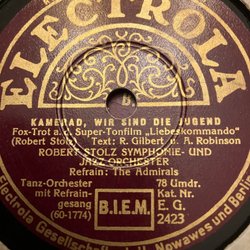 ELECTROLA
KAMERAD, WIR SIND DIE JUGEND
Fox-Trot a.d. Super-Tonfilm „Liebeskommando"
(Robert Stolz) Text: R. Gilbert u. A. Robinson
ROBERT STOLZ SYMPHONIE- UND
JAZZ ORCHESTER
Refrain: The Admirals
Tanz-Orchester
mit Refrain-
gesang
(60-1774)
B.I.E.M.
78 Umdr.
Kat. Nr.
E. G.
2423
Electrola Gesellschaft Nowawes und Berlin